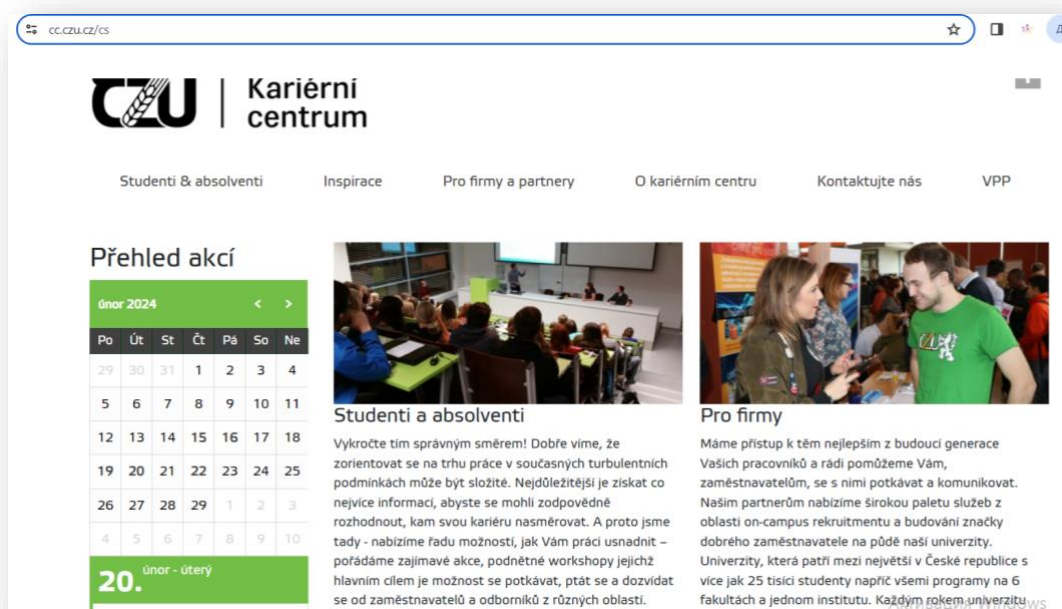 cc.czu.cz/cs
CZU
Kariérní
centrum
Studenti & absolventi
Inspirace
Pro firmy a partnery
O kariérním centru
Kontaktujte nás
VPP
Přehled akcí
únor 2024 < >
Po Út St Čt Pá So Ne
29 30 31 1 2 3 4
5 6 7 8 9 10 11
12 13 14 15 16 17 18
19 20 21 22 23 24 25
26 27 28 29 1 2 3
4 5 6 7 8 9 10
20. únor - úterý
Studenti a absolventi
Vykročte tím správným směrem! Dobře víme, že
zorientovat se na trhu práce v současných turbulentních
podmínkách může být složité. Nejdůležitější je získat co
nejvíce informací, abyste se mohli zodpovědně
rozhodnout, kam svou kariéru nasměrovat. A proto jsme
tady - nabízíme řadu možností, jak Vám práci usnadnit –
pořádáme zajímavé akce, podnětné workshopy jejichž
hlavním cílem je možnost se potkávat, ptát se a dozvídat
se od zaměstnavatelů a odborníků z různých oblastí.
CZU
Pro firmy
Máme přístup k těm nejlepším z budoucí generace
Vašich pracovníků a rádi pomůžeme Vám,
zaměstnavatelům, se s nimi potkávat a komunikovat.
Našim partnerům nabízíme širokou paletu služeb z
oblasti on-campus rekruitmentu a budování značky
dobrého zaměstnavatele na půdě naší univerzity.
Univerzity, která patří mezi největší v České republice s
více jak 25 tisíci studenty napříč všemi programy na 6
fakultách a jednom institutu. Každým rokem univerzitu
Активация Windows